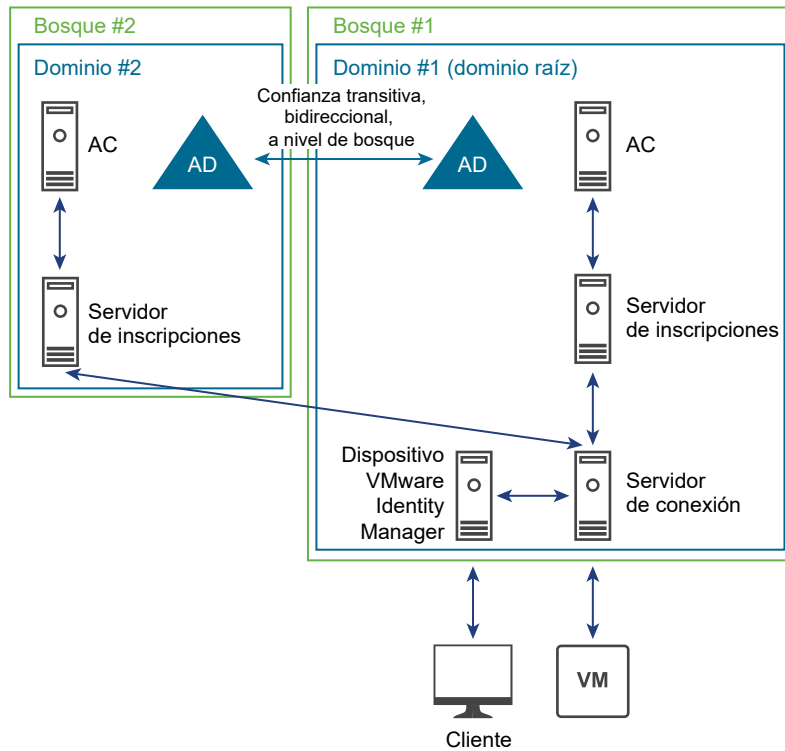 Bosque #2
Bosque #1
Dominio #2
Dominio #1 (dominio raíz)
Confianza transitiva,
bidireccional,
a nivel de bosque
AC
AD
AD
AC
Servidor
de inscripciones
Servidor
de inscripciones
Dispositivo
VMware
Identity
Manager
Servidor
de conexión
VM
Cliente